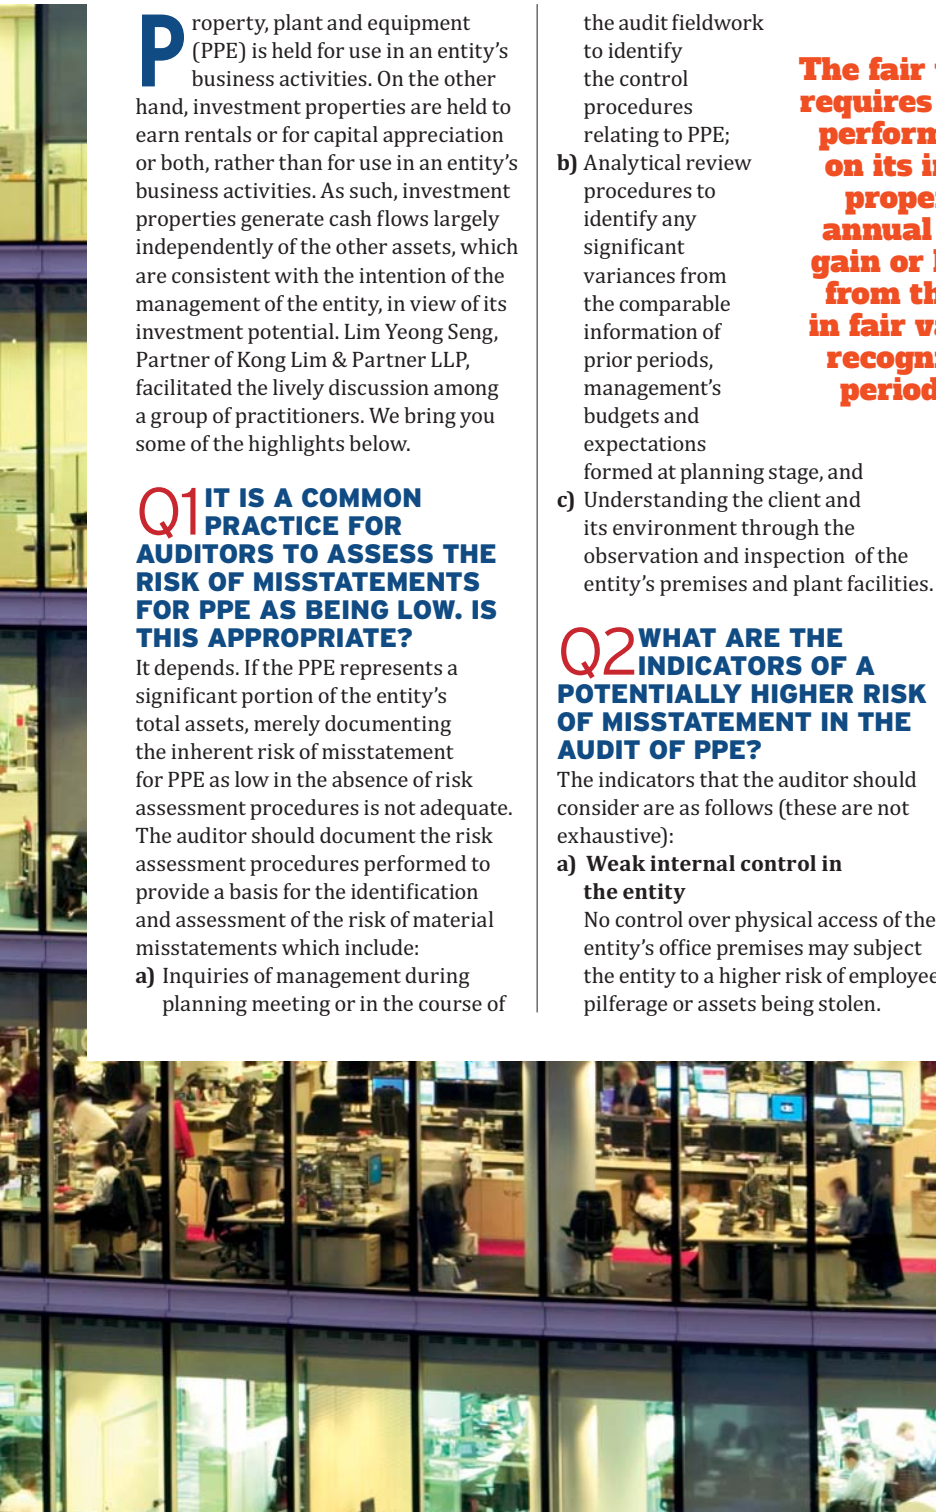 Property, plant and equipment
(PPE) is held for use in an entity’s
business activities. On the other
hand, investment properties are held to
earn rentals or for capital appreciation
or both, rather than for use in an entity’s
business activities. As such, investment
properties generate cash flows largely
independently of the other assets, which
are consistent with the intention of the
management of the entity, in view of its
investment potential. Lim Yeong Seng,
Partner of Kong Lim & Partner LLP,
facilitated the lively discussion among
a group of practitioners. We bring you
some of the highlights below.
Q1 IT IS A COMMON
PRACTICE FOR
AUDITORS TO ASSESS THE
RISK OF MISSTATEMENTS
FOR PPE AS BEING LOW. IS
THIS APPROPRIATE?
It depends. If the PPE represents a
significant portion of the entity’s
total assets, merely documenting
the inherent risk of misstatement
for PPE as low in the absence of risk
assessment procedures is not adequate.
The auditor should document the risk
assessment procedures performed to
provide a basis for the identification
and assessment of the risk of material
misstatements which include:
a) Inquiries of management during
planning meeting or in the course of
the audit fieldwork
to identify
the control
procedures
relating to PPE;
b) Analytical review
procedures to
identify any
significant
variances from
the comparable
information of
prior periods,
management’s
budgets and
expectations
formed at planning stage, and
c) Understanding the client and
its environment through the
observation and inspection of the
entity’s premises and plant facilities.
Q2 WHAT ARE THE
INDICATORS OF A
POTENTIALLY HIGHER RISK
OF MISSTATEMENT IN THE
AUDIT OF PPE?
The indicators that the auditor should
consider are as follows (these are not
exhaustive):
a) Weak internal control in
the entity
No control over physical access of the
entity’s office premises may subject
the entity to a higher risk of employee
pilferage or assets being stolen.
The fair
requires
perform
on its
prope
annual
gain or
from th
in fair
recogn
period